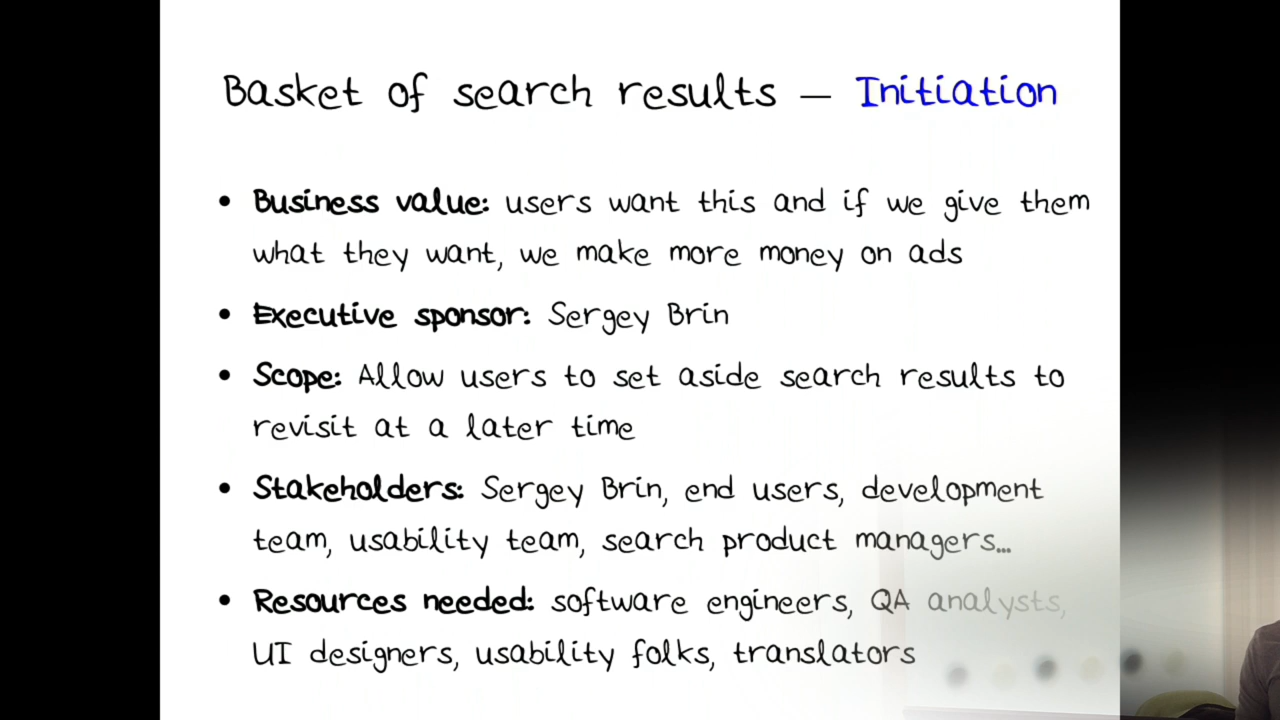 Basket of search results — Initiation
• Business value: users want this and if we give them
what they want, we make more money on ads
• Executive sponsor: Sergey Brin
• Scope: Allow users to set aside search results to
revisit at a later time
• Stakeholders: Sergey Brin, end users, development
team, usability team, search product managers...
• Resources needed: software engineers, QA analysts,
UI designers, usability folks, translators